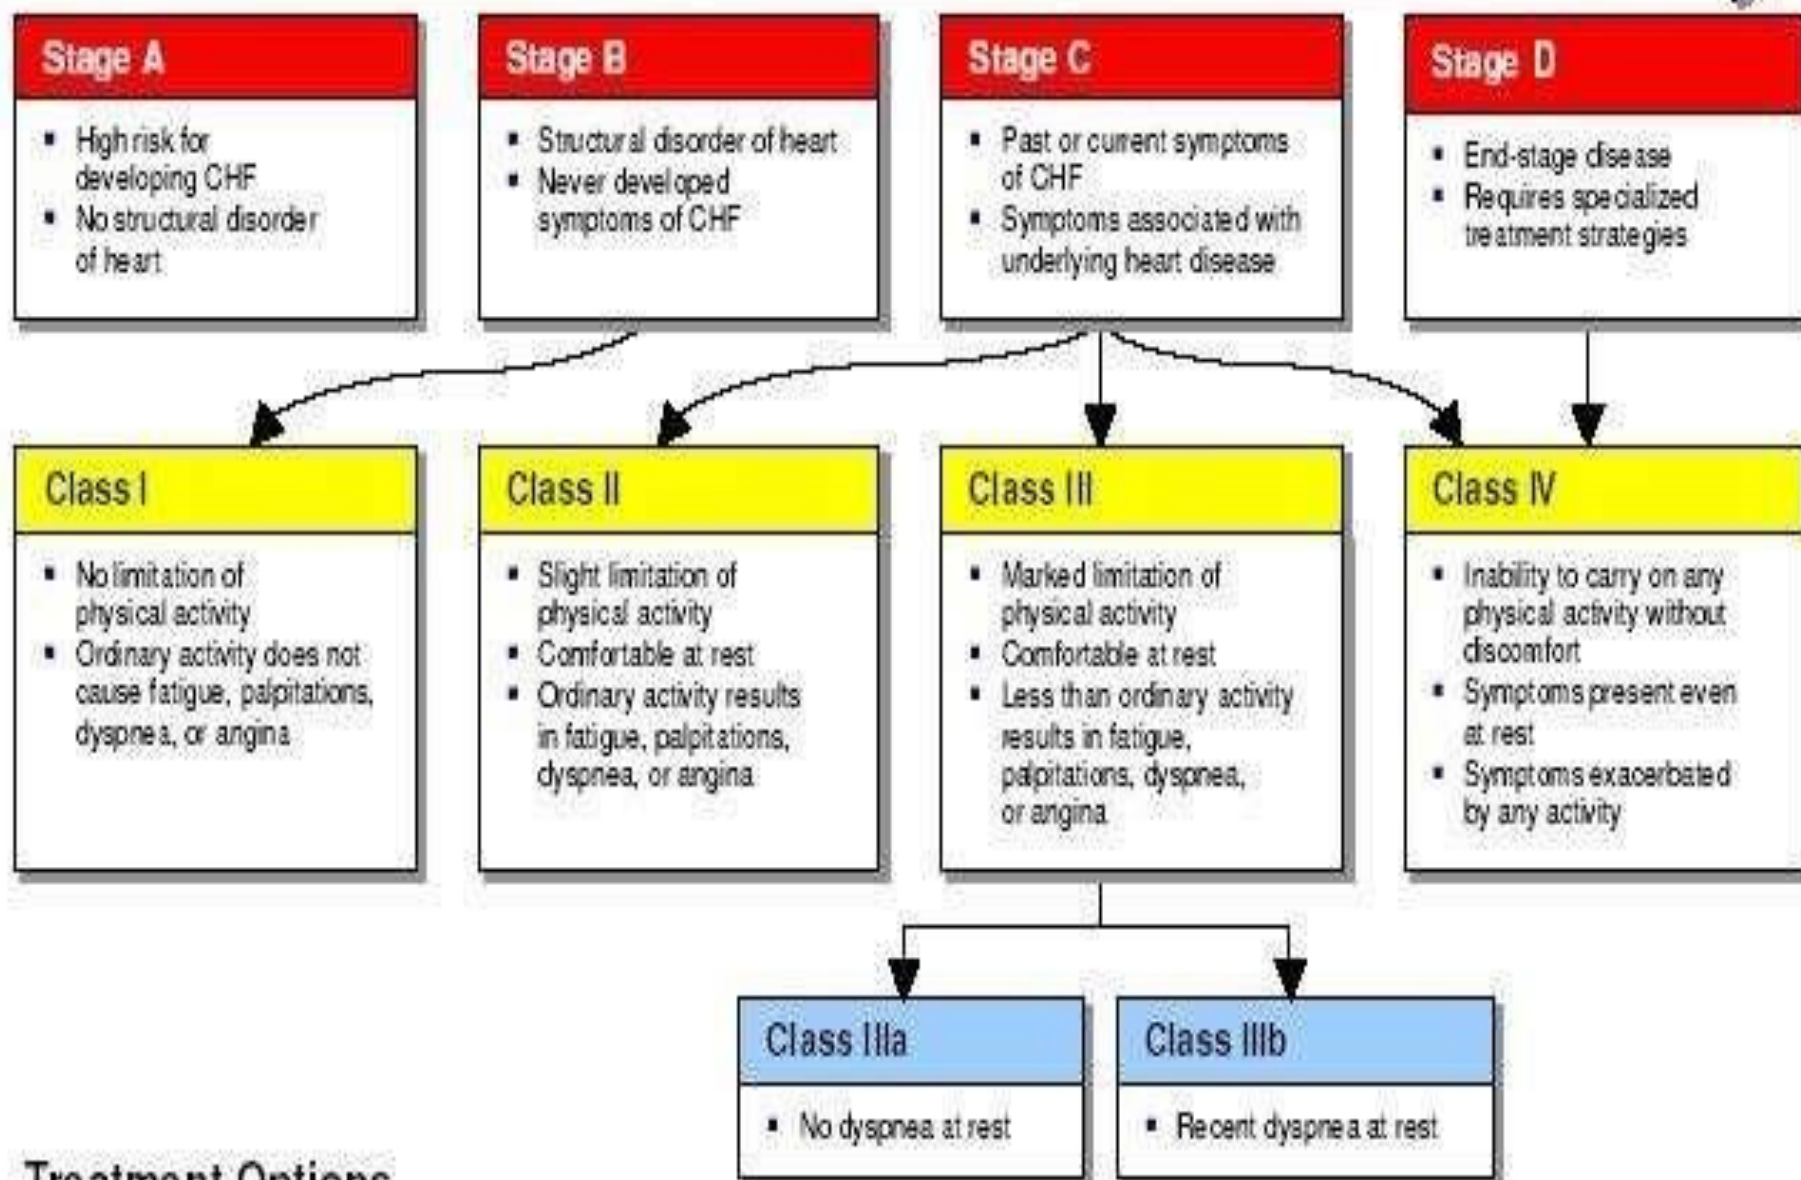 Stage A
▪ High risk for
developing CHF
▪ No structural disorder
of heart
Stage B
▪ Structural disorder of heart
▪ Never developed
symptoms of CHF
Stage C
▪ Past or current symptoms
of CHF
▪ Symptoms associated with
underlying heart disease
Stage D
▪ End-stage disease
▪ Requires specialized
treatment strategies
Class I
▪ No limitation of
physical activity
▪ Ordinary activity does not
cause fatigue, palpitations,
dyspnea, or angina
Class II
▪ Slight limitation of
physical activity
▪ Comfortable at rest
▪ Ordinary activity results
in fatigue, palpitations,
dyspnea, or angina
Class III
▪ Marked limitation of
physical activity
▪ Comfortable at rest
▪ Less than ordinary activity
results in fatigue,
palpitations, dyspnea,
or angina
Class IV
▪ Inability to carry on any
physical activity without
discomfort
▪ Symptoms present even
at rest
▪ Symptoms exacerbated
by any activity
Class IIIa
▪ No dyspnea at rest
Class IIIb
▪ Recent dyspnea at rest
Treatment Options